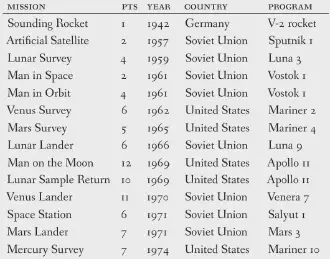 MISSION PTS YEAR COUNTRY PROGRAM
Sounding Rocket 1 1942 Germany V-2 rocket
Artificial Satellite 2 1957 Soviet Union Sputnik 1
Lunar Survey 4 1959 Soviet Union Luna 3
Man in Space 2 1961 Soviet Union Vostok 1
Man in Orbit 4 1961 Soviet Union Vostok 1
Venus Survey 6 1962 United States Mariner 2
Mars Survey 5 1965 United States Mariner 4
Lunar Lander 6 1966 Soviet Union Luna 9
Man on the Moon 12 1969 United States Apollo 11
Lunar Sample Return 10 1969 United States Apollo 11
Venus Lander 11 1970 Soviet Union Venera 7
Space Station 6 1971 Soviet Union Salyut 1
Mars Lander 7 1971 Soviet Union Mars 3
Mercury Survey 7 1974 United States Mariner 10